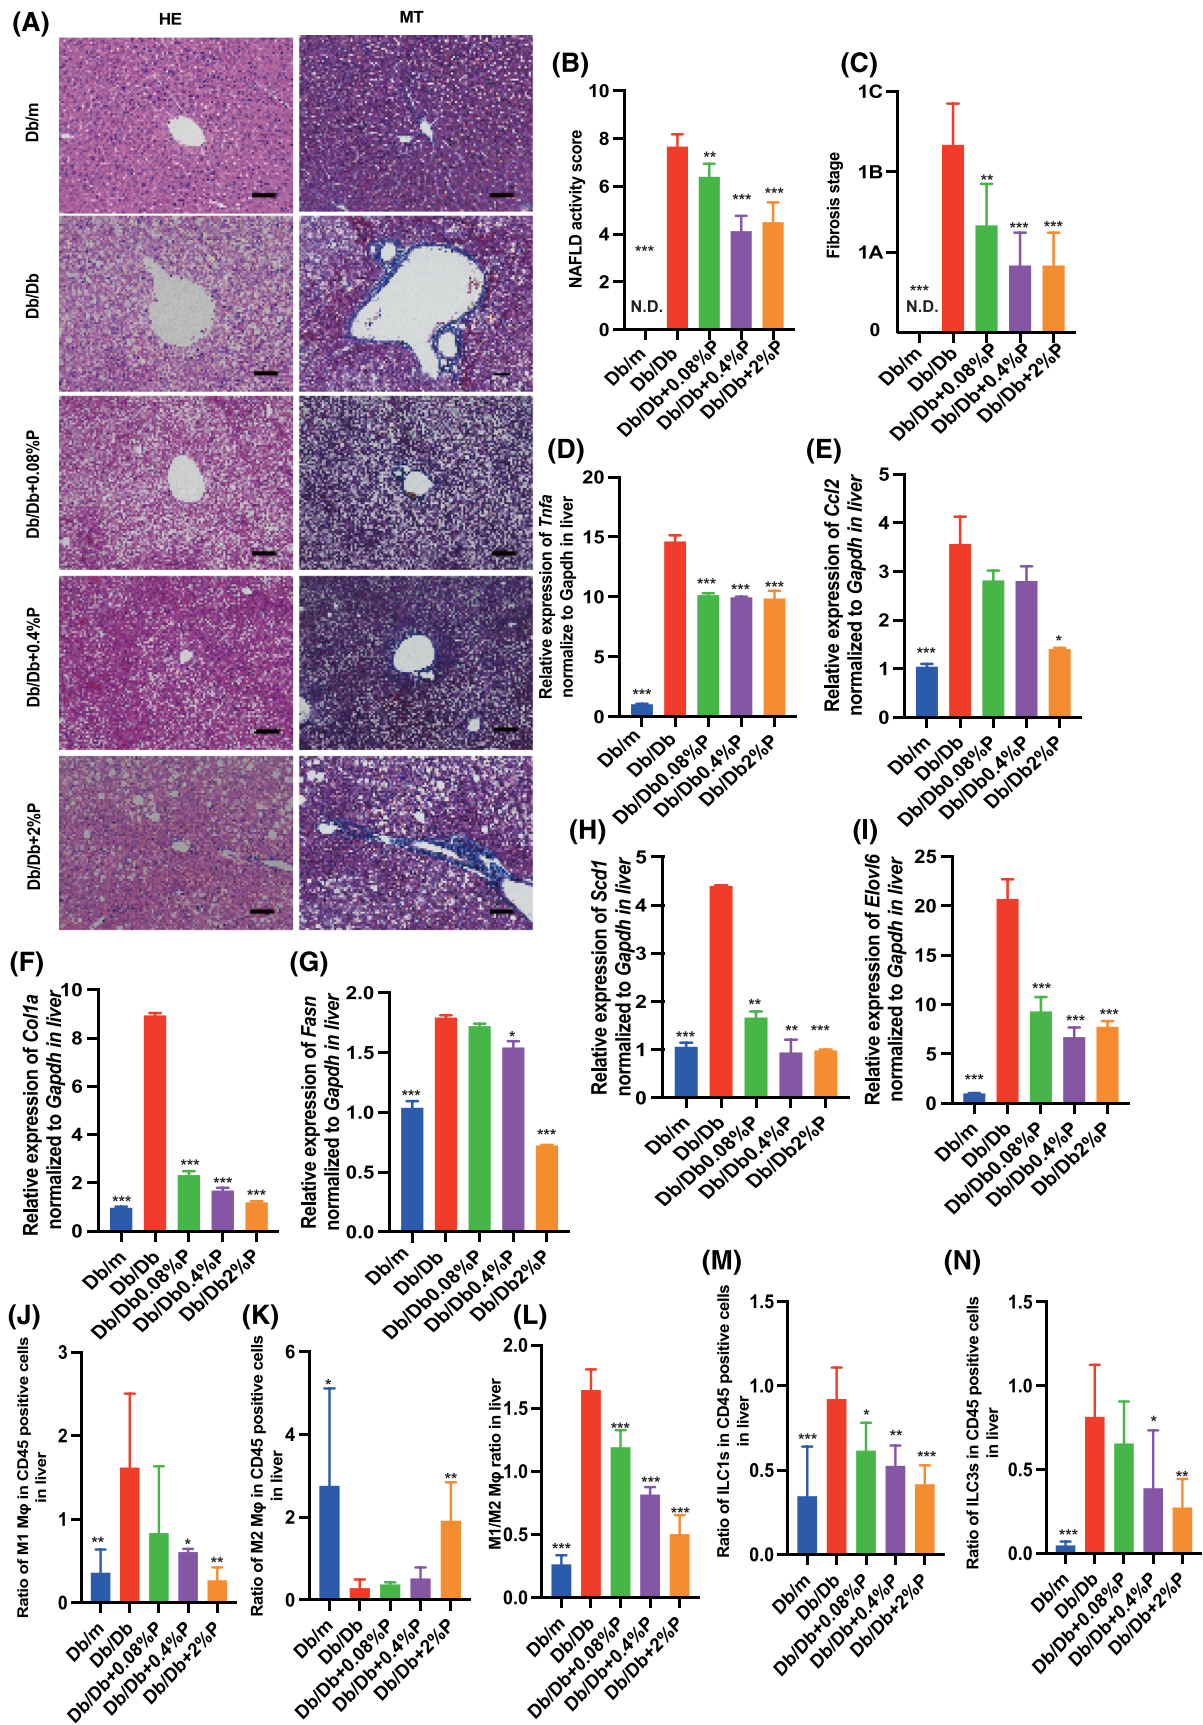 (A)
HE
MT
Db/m
Db/Db
Db/Db+0.08%P
Db/Db+0.4%P
Db/Db+2%P
(B)
NAFLD activity score
10
8
6
4
2
0
***
N.D.
**
***
***
Db/m
Db/Db
Db/Db+0.08%P
Db/Db+0.4%P
Db/Db+2%P
(C)
Fibrosis stage
1C
1B
1A
0
***
N.D.
**
***
***
Db/m
Db/Db
Db/Db+0.08%P
Db/Db+0.4%P
Db/Db+2%P
(D)
Relative expression of Tnfa
normalize to Gapdh in liver
20
15
10
5
0
***
***
***
***
Db/m
Db/Db
Db/Db0.08%P
Db/Db0.4%P
Db/Db2%P
(E)
Relative expression of Ccl2
normalized to Gapdh in liver
5
4
3
2
1
0
***
*
Db/m
Db/Db
Db/Db0.08%P
Db/Db0.4%P
Db/Db2%P
(H)
Relative expression of Scd1
normalized to Gapdh in liver
5
4
3
2
1
0
***
**
**
***
Db/m
Db/Db
Db/Db0.08%P
Db/Db0.4%P
Db/Db2%P
(I)
Relative expression of Elovl6
normalized to Gapdh in liver
25
20
15
10
5
0
***
***
***
***
Db/m
Db/Db
Db/Db0.08%P
Db/Db0.4%P
Db/Db2%P
(F)
Relative expression of Col1a
normalized to Gapdh in liver
10
8
6
4
2
0
***
***
***
***
Db/m
Db/Db
Db/Db0.08%P
Db/Db0.4%P
Db/Db2%P
(G)
Relative expression of Fasn
normalized to Gapdh in liver
2.0
1.5
1.0
0.5
0.0
***
*
***
Db/m
Db/Db
Db/Db0.08%P
Db/Db0.4%P
Db/Db2%P
(J)
Ratio of M1 Mφ in CD45 positive cells
in liver
3
2
1
0
**
*
**
Db/m
Db/Db
Db/Db+0.08%P
Db/Db+0.4%P
Db/Db+2%P
(K)
Ratio of M2 Mφ in CD45 positive cells
in liver
6
4
2
0
*
**
Db/m
Db/Db
Db/Db+0.08%P
Db/Db+0.4%P
Db/Db+2%P
(L)
M1/M2 Mφ ratio in liver
2.0
1.5
1.0
0.5
0.0
***
***
***
***
Db/m
Db/Db
Db/Db+0.08%P
Db/Db+0.4%P
Db/Db+2%P
(M)
Ratio of ILC1s in CD45 positive cells
in liver
1.5
1.0
0.5
0.0
***
*
**
***
Db/m
Db/Db
Db/Db+0.08%P
Db/Db+0.4%P
Db/Db+2%P
(N)
Ratio of ILC3s in CD45 positive cells
in liver
1.5
1.0
0.5
0.0
***
*
**
Db/m
Db/Db
Db/Db+0.08%P
Db/Db+0.4%P
Db/Db+2%P